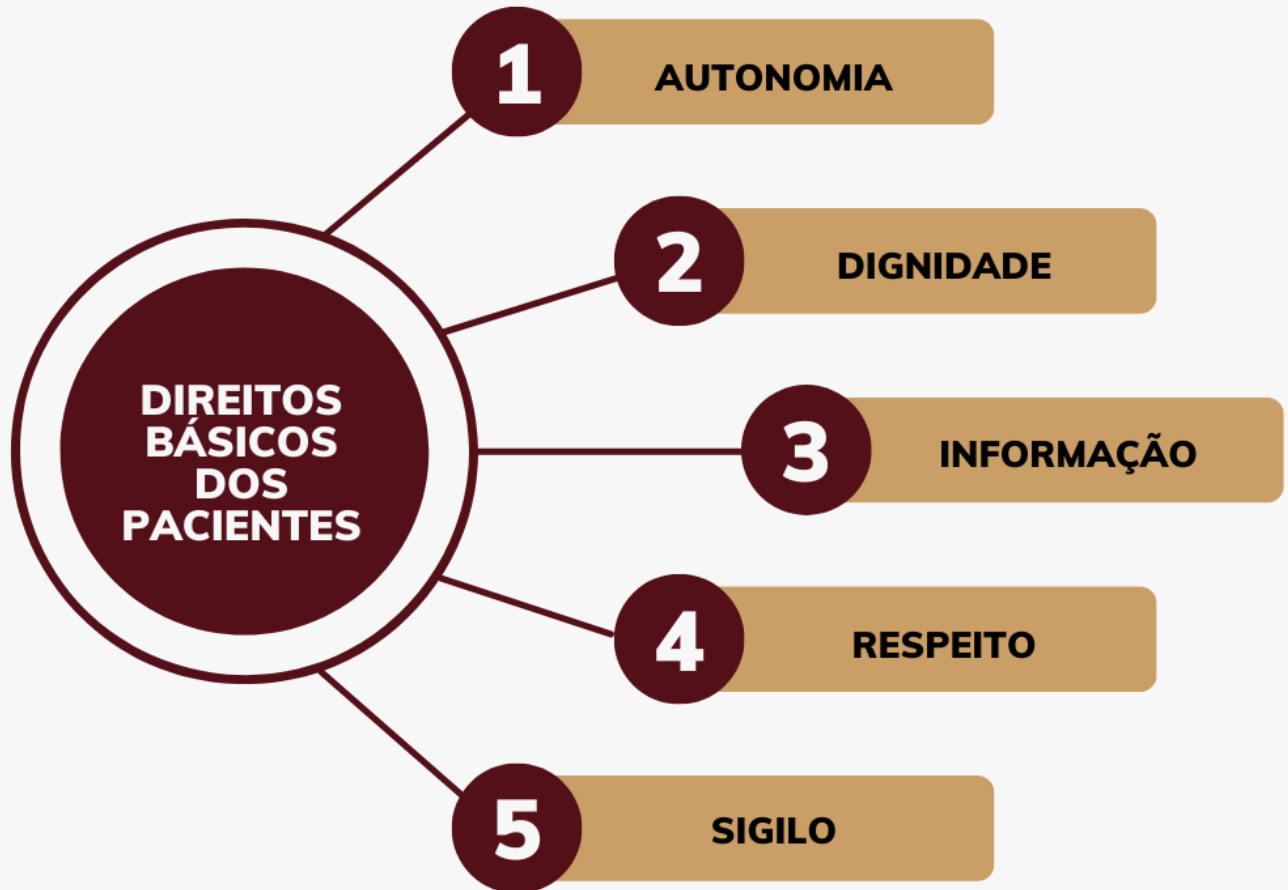 DIREITOS
BÁSICOS
DOS
PACIENTES
1
AUTONOMIA
2
DIGNIDADE
3
INFORMAÇÃO
4
RESPEITO
5
SIGILO